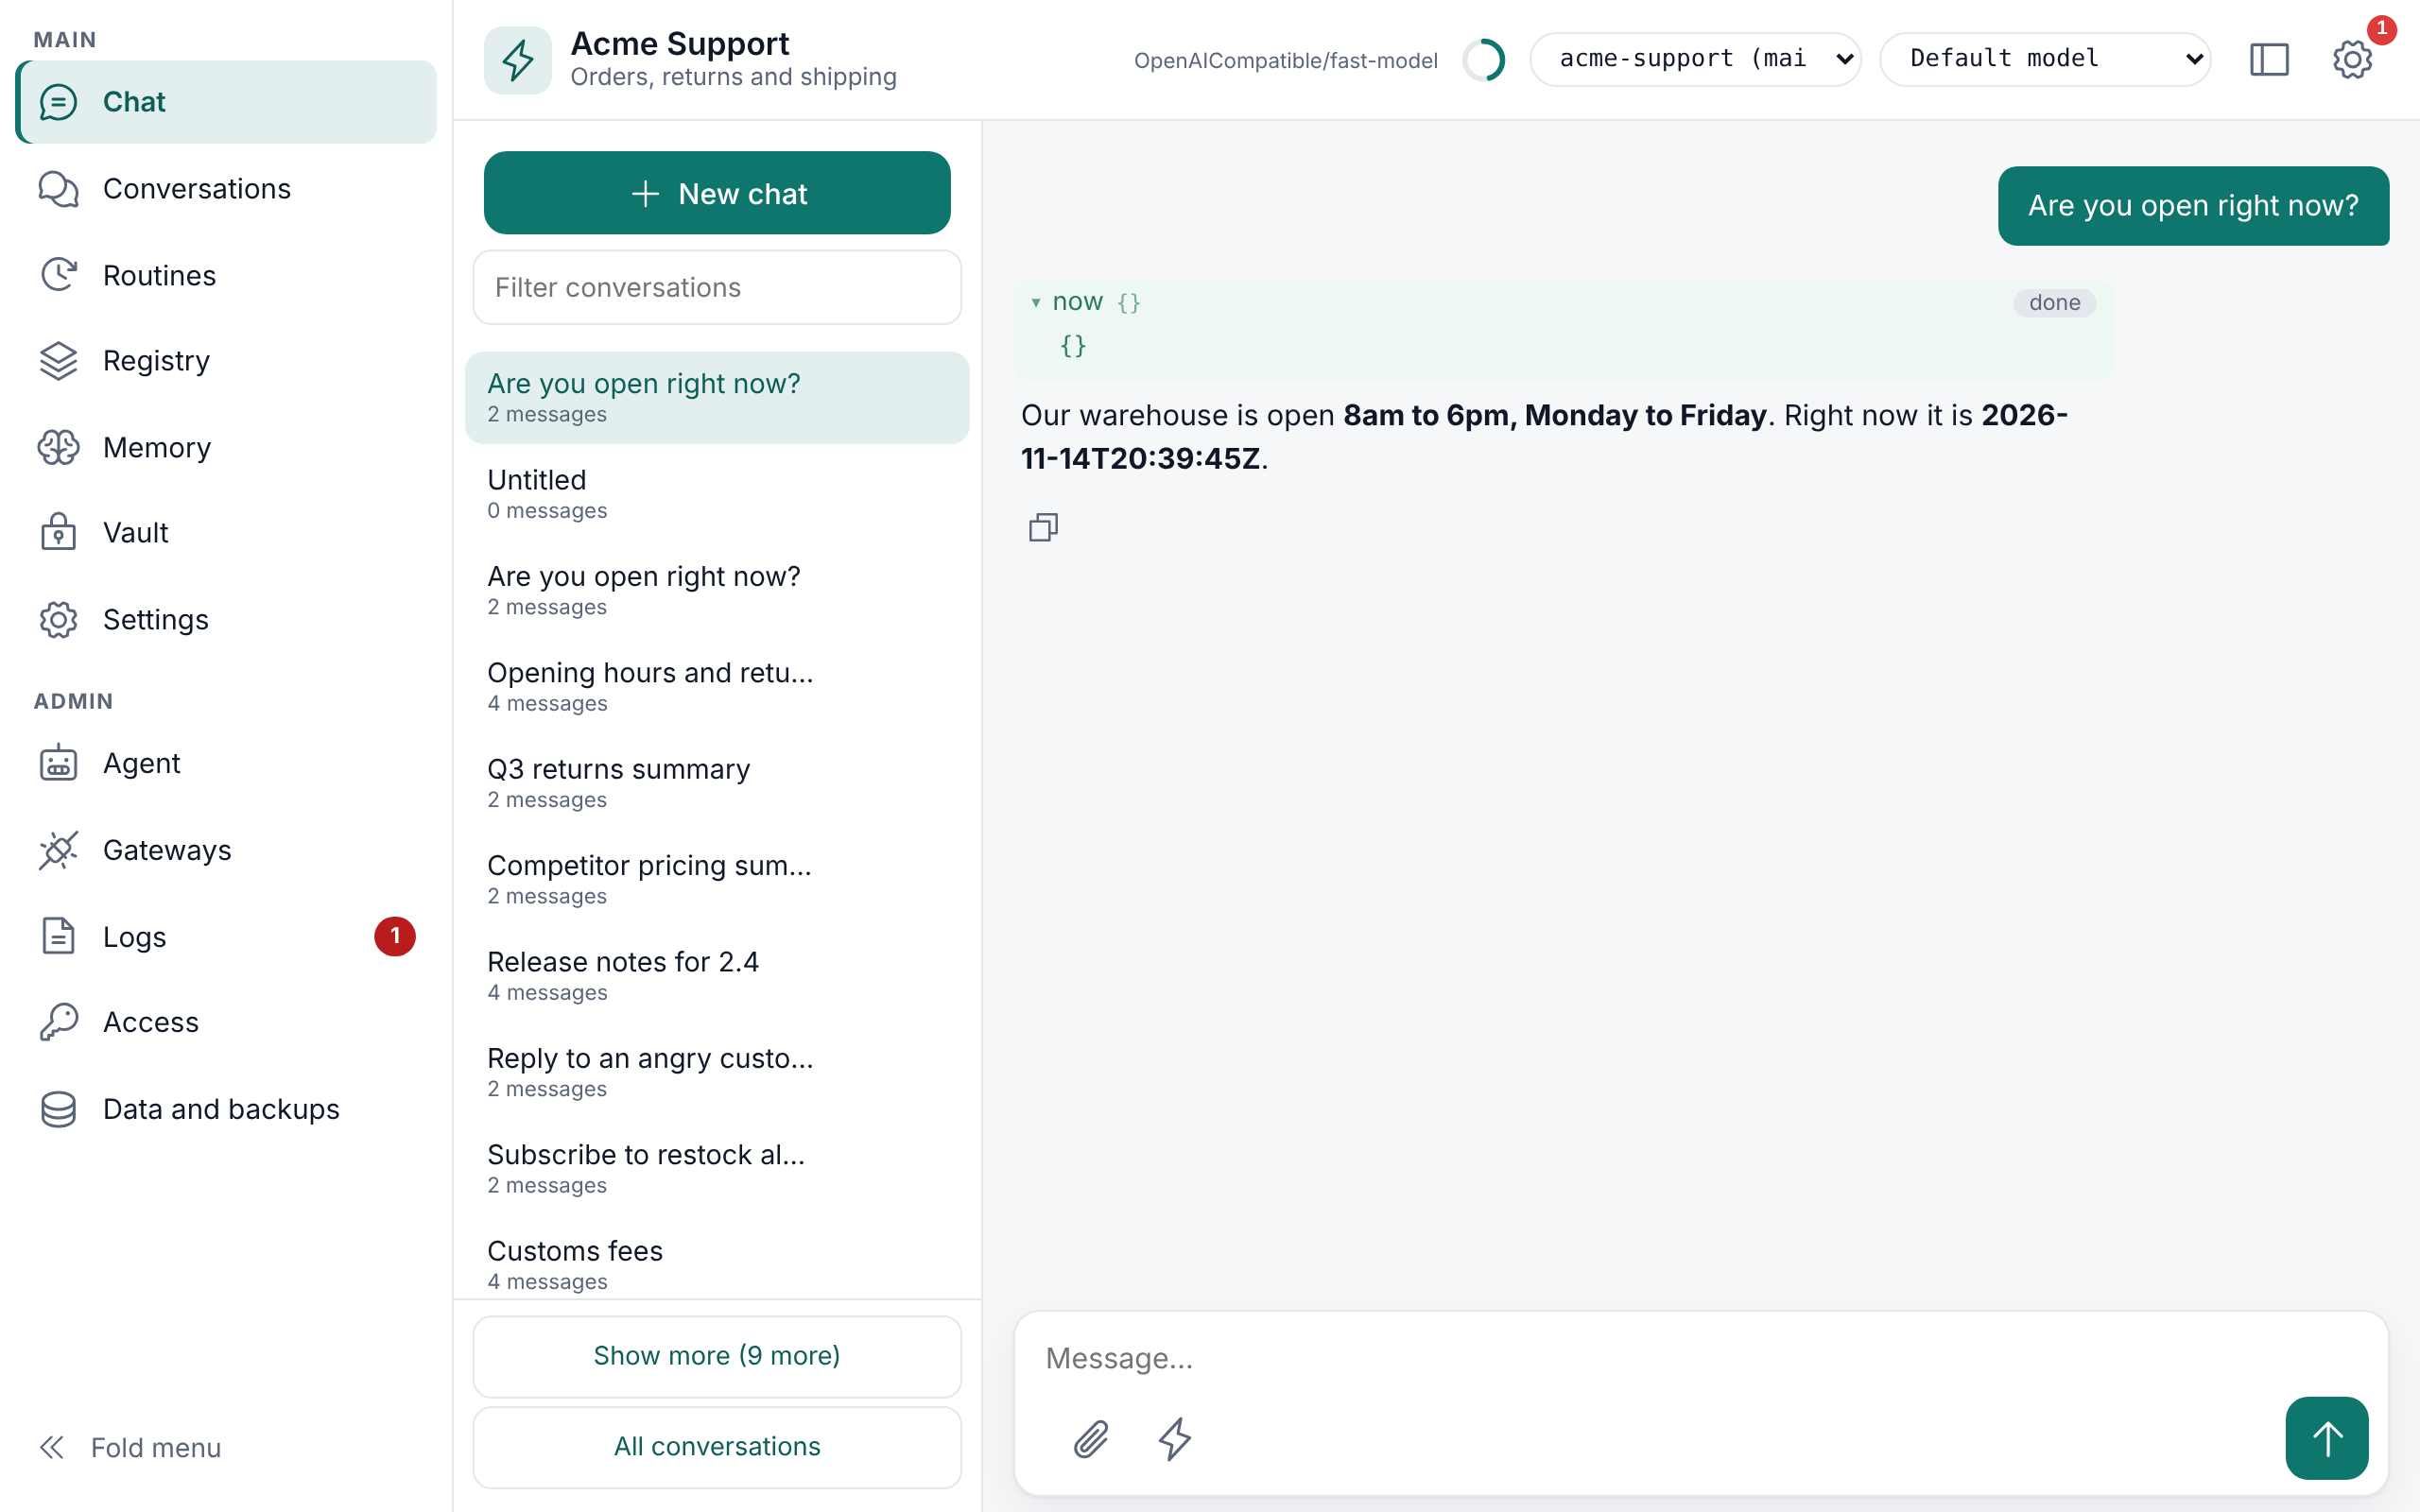 MAIN
Chat
Conversations
Routines
Registry
Memory
Vault
Settings
ADMIN
Agent
Gateways
Logs
1
Access
Data and backups
Fold menu
Acme Support
Orders, returns and shipping
OpenAICompatible/fast-model
acme-support (mai
Default model
1
New chat
Filter conversations
Are you open right now?
2 messages
Untitled
0 messages
Are you open right now?
2 messages
Opening hours and retu...
4 messages
Q3 returns summary
2 messages
Competitor pricing sum...
2 messages
Release notes for 2.4
4 messages
Reply to an angry custo...
2 messages
Subscribe to restock al...
2 messages
Customs fees
4 messages
Show more (9 more)
All conversations
Are you open right now?
now {}
done
{}
Our warehouse is open 8am to 6pm, Monday to Friday. Right now it is 2026-
11-14T20:39:45Z.
Message...